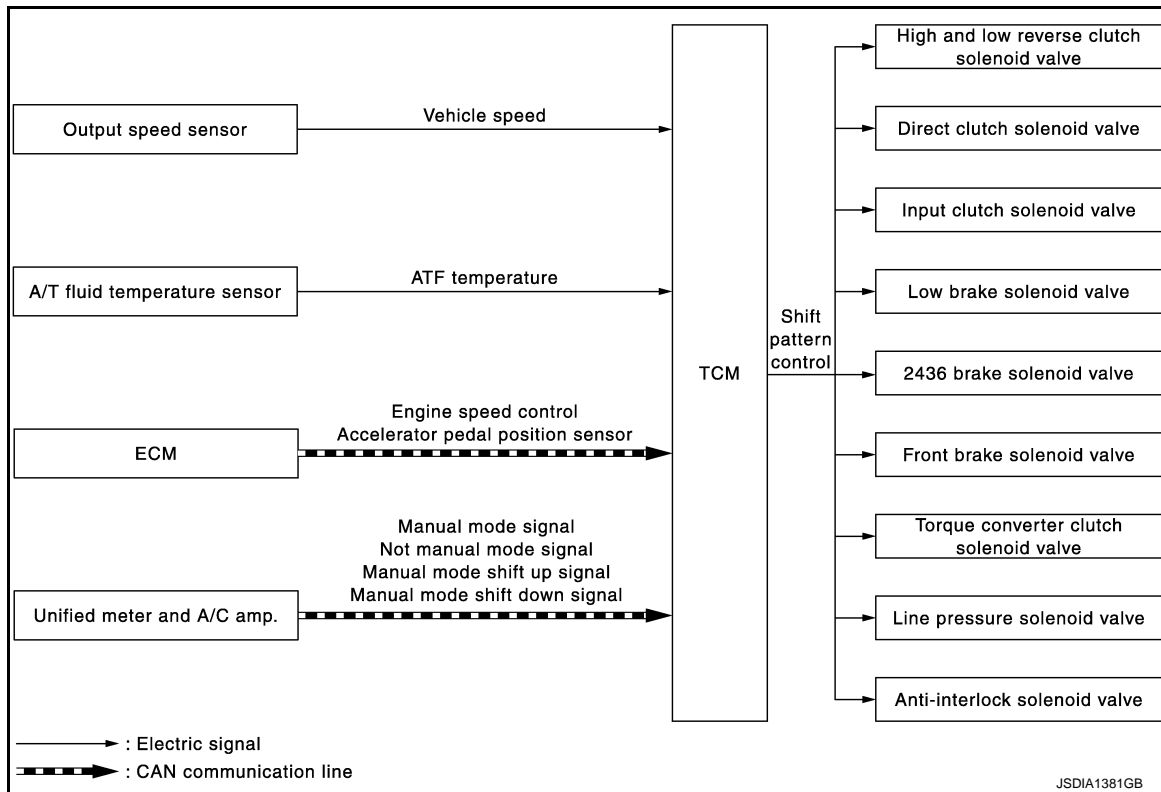 High and low reverse clutch
solenoid valve
Output speed sensor
Vehicle speed
Direct clutch solenoid valve
Input clutch solenoid valve
A/T fluid temperature sensor
ATF temperature
Low brake solenoid valve
Shift
pattern
control
TCM
2436 brake solenoid valve
ECM
Engine speed control
Accelerator pedal position sensor
Front brake solenoid valve
Torque converter clutch
solenoid valve
Unified meter and A/C amp.
Manual mode signal
Not manual mode signal
Manual mode shift up signal
Manual mode shift down signal
Line pressure solenoid valve
Anti-interlock solenoid valve
: Electric signal
: CAN communication line
JSDIA1381GB